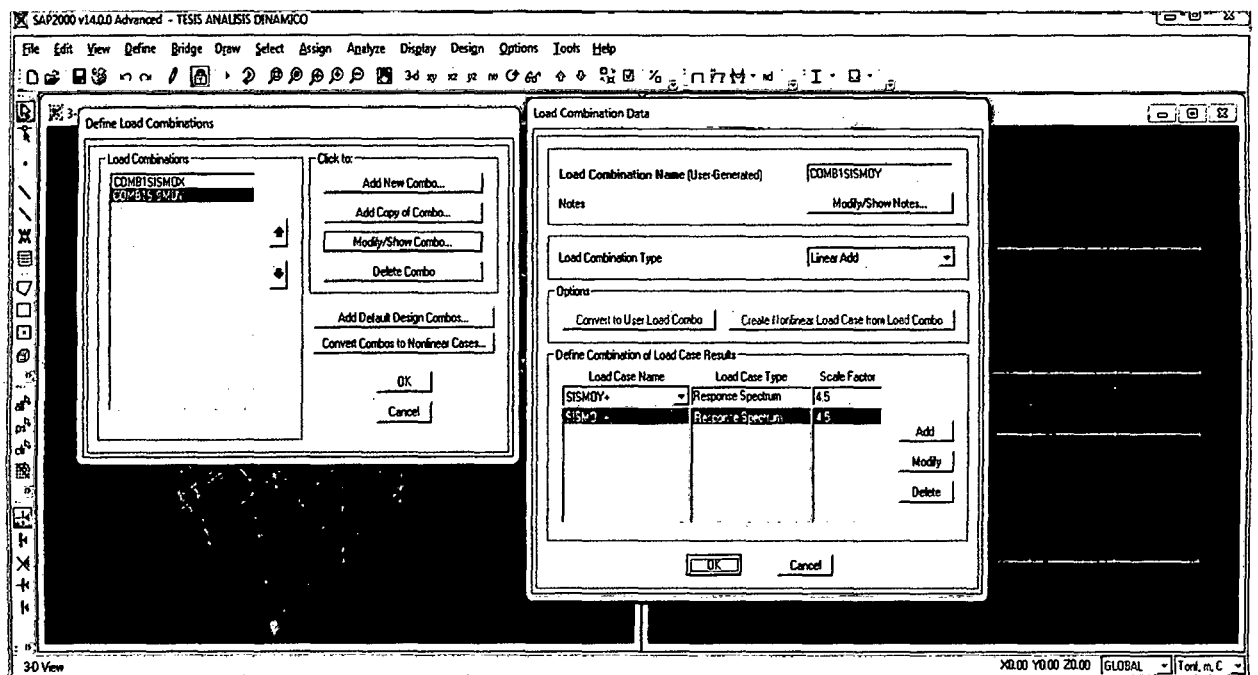 SAP2000 v14.0.0 Advanced - TESIS ANALISIS DINAMICO
File Edit View Define Bridge Draw Select Assign Analyze Display Design Options Tools Help
3-d xy xz yz nv
Define Load Combinations
Load Combinations
COMB1SISMOX
COMB1SISMOY
Click to:
Add New Combo...
Add Copy of Combo...
Modify/Show Combo...
Delete Combo
Add Default Design Combos...
Convert Combos to Nonlinear Cases...
OK
Cancel
Load Combination Data
Load Combination Name (User-Generated)
COMB1SISMOY
Notes
Modify/Show Notes...
Load Combination Type
Linear Add
Options
Convert to User Load Combo
Create Nonlinear Load Case from Load Combo
Define Combination of Load Case Results
Load Case Name Load Case Type Scale Factor
SISMOY+ Response Spectrum 4.5
Response Spectrum 4.5
Add
Modify
Delete
OK
Cancel
3-D View
X0.00 Y0.00 Z0.00 GLOBAL Tonf, m, C